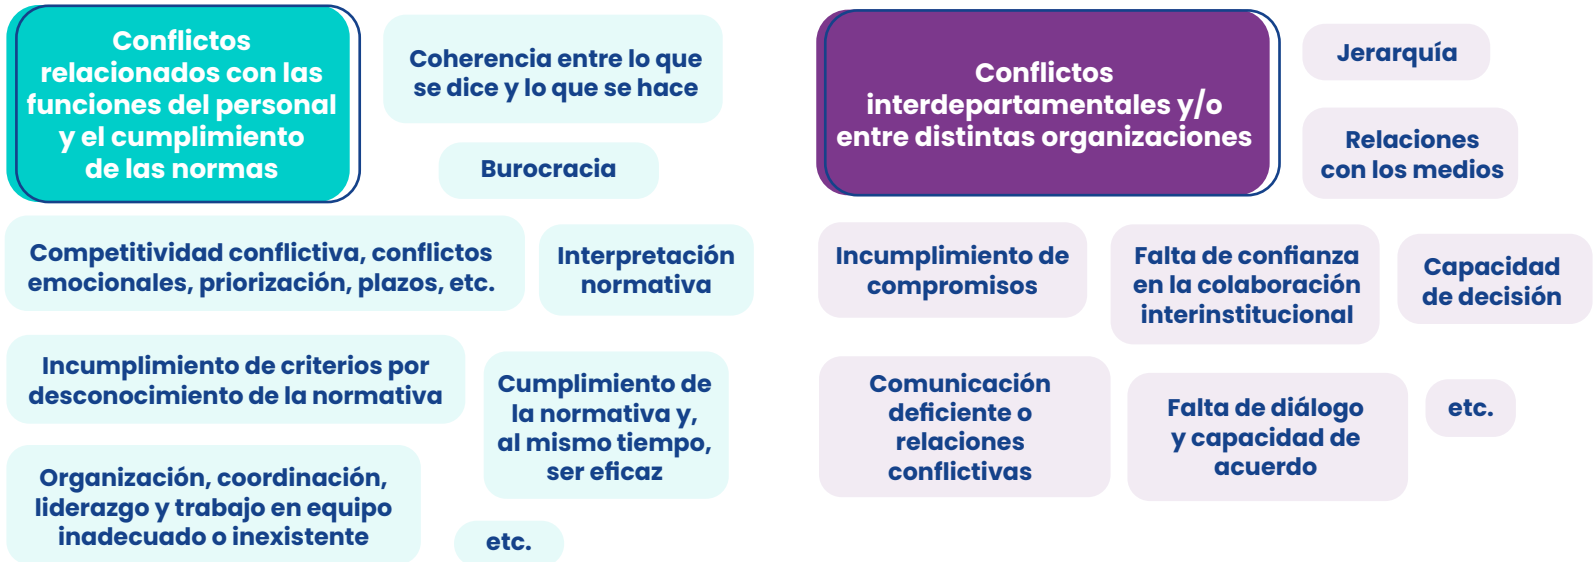 Conflictos
relacionados con las
funciones del personal
y el cumplimiento
de las normas
Coherencia entre lo que
se dice y lo que se hace
Burocracia
Competitividad conflictiva, conflictos
emocionales, priorización, plazos, etc.
Interpretación
normativa
Incumplimiento de criterios por
desconocimiento de la normativa
Cumplimiento de
la normativa y,
al mismo tiempo,
ser eficaz
Organización, coordinación,
liderazgo y trabajo en equipo
inadecuado o inexistente
etc.
Conflictos
interdepartamentales y/o
entre distintas organizaciones
Jerarquía
Relaciones
con los medios
Incumplimiento de
compromisos
Falta de confianza
en la colaboración
interinstitucional
Capacidad
de decisión
Comunicación
deficiente o
relaciones
conflictivas
Falta de diálogo
y capacidad de
acuerdo
etc.